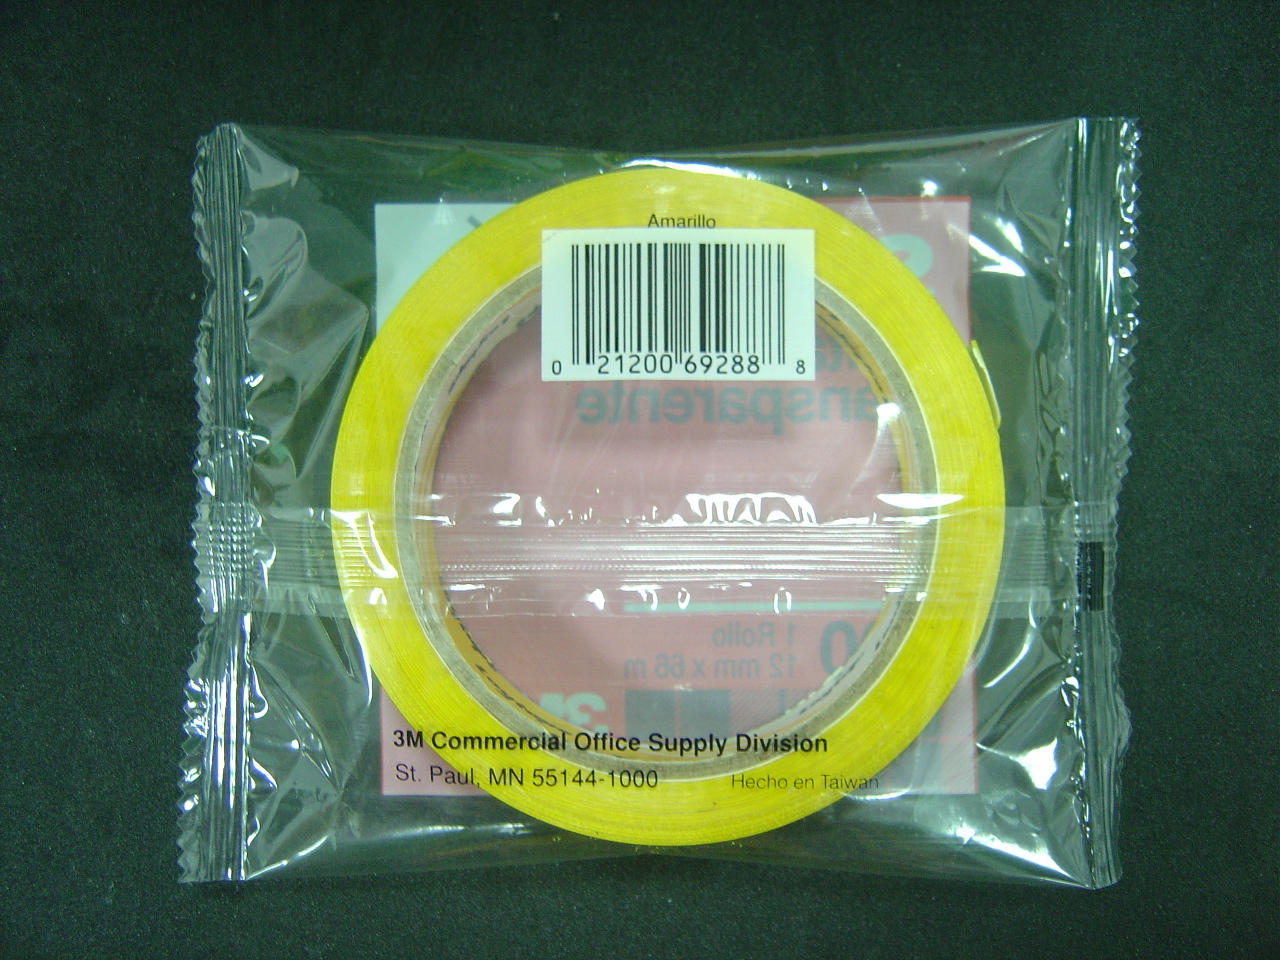 Amarillo
0 21200 69288 8
ansparente
1 Rollo
12 mm x 66 m
3M
3M Commercial Office Supply Division
St. Paul, MN 55144-1000
Hecho en Taiwan